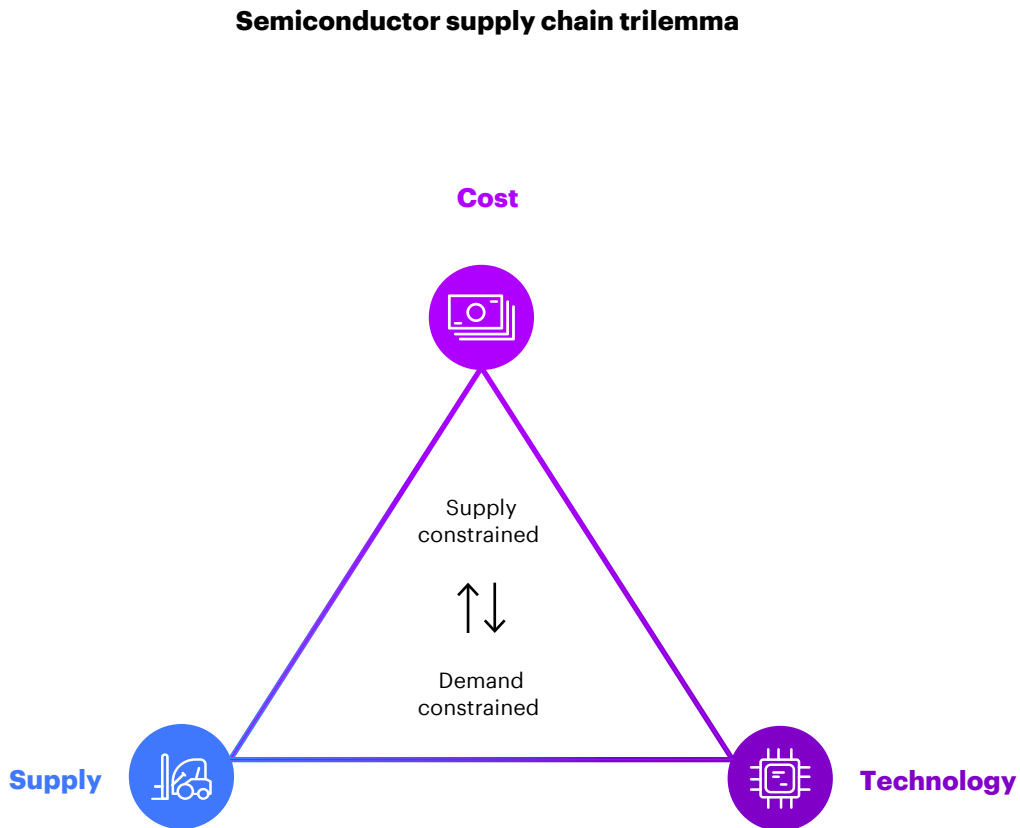 Semiconductor supply chain trilemma
Cost
Supply
constrained
Demand
constrained
Supply
Technology